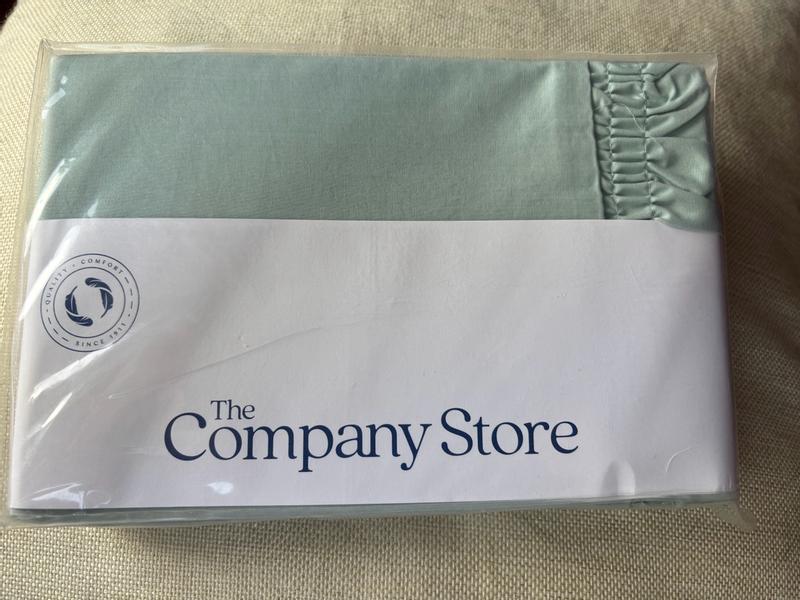 QUALITY • COMFORT
SINCE 1911
The
Company Store